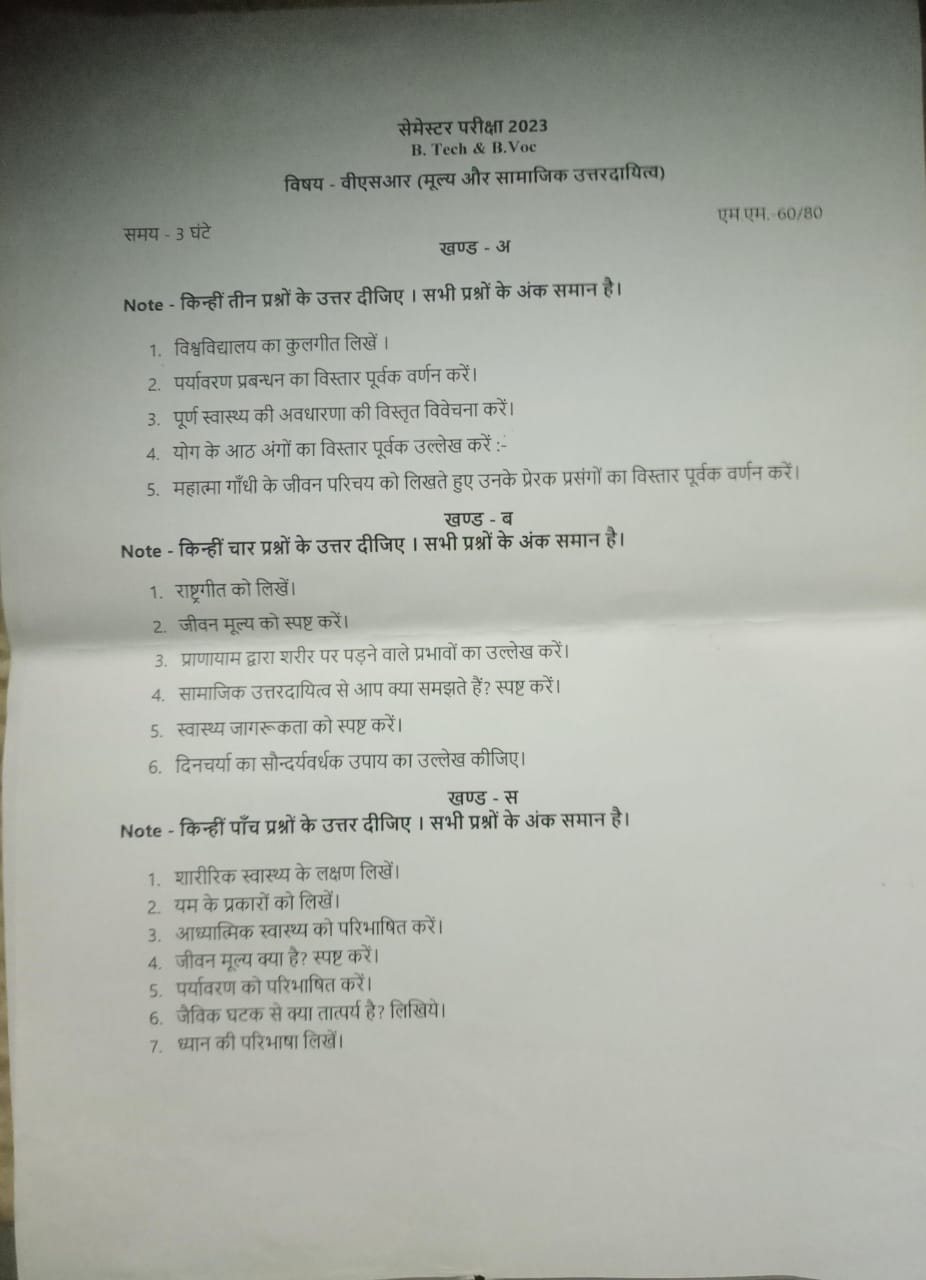 सेमेस्टर परीक्षा 2023
B. Tech & B.Voc
विषय - वीएसआर (मूल्य और सामाजिक उत्तरदायित्व)
एम.एम.-60/80
समय - 3 घंटे
खण्ड - अ
Note - किन्हीं तीन प्रश्नों के उत्तर दीजिए । सभी प्रश्नों के अंक समान है।
1. विश्वविद्यालय का कुलगीत लिखें ।
2. पर्यावरण प्रबन्धन का विस्तार पूर्वक वर्णन करें।
3. पूर्ण स्वास्थ्य की अवधारणा की विस्तृत विवेचना करें।
4. योग के आठ अंगों का विस्तार पूर्वक उल्लेख करें :-
5. महात्मा गाँधी के जीवन परिचय को लिखते हुए उनके प्रेरक प्रसंगों का विस्तार पूर्वक वर्णन करें।
खण्ड - ब
Note - किन्हीं चार प्रश्नों के उत्तर दीजिए । सभी प्रश्नों के अंक समान है।
1. राष्ट्रगीत को लिखें।
2. जीवन मूल्य को स्पष्ट करें।
3. प्राणायाम द्वारा शरीर पर पड़ने वाले प्रभावों का उल्लेख करें।
4. सामाजिक उत्तरदायित्व से आप क्या समझते हैं? स्पष्ट करें।
5. स्वास्थ्य जागरूकता को स्पष्ट करें।
6. दिनचर्या का सौन्दर्यवर्धक उपाय का उल्लेख कीजिए।
खण्ड - स
Note - किन्हीं पाँच प्रश्नों के उत्तर दीजिए । सभी प्रश्नों के अंक समान है।
1. शारीरिक स्वास्थ्य के लक्षण लिखें।
2. यम के प्रकारों को लिखें।
3. आध्यात्मिक स्वास्थ्य को परिभाषित करें।
4. जीवन मूल्य क्या है? स्पष्ट करें।
5. पर्यावरण को परिभाषित करें।
6. जैविक घटक से क्या तात्पर्य है? लिखिये।
7. ध्यान की परिभाषा लिखें।